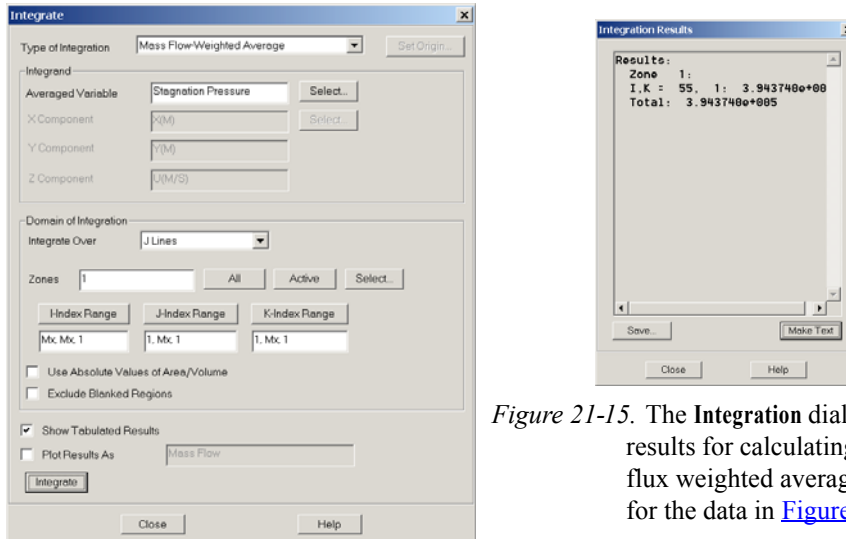 Integrate
Type of Integration Mass Flow-Weighted Average Set Origin...
Integrand
Averaged Variable Stagnation Pressure Select...
X Component X(M) Select...
Y Component Y(M)
Z Component U(M/S)
Domain of Integration
Integrate Over J Lines
Zones 1 All Active Select...
I-Index Range J-Index Range K-Index Range
Mx, Mx, 1 1, Mx, 1 1, Mx, 1
Use Absolute Values of Area/Volume
Exclude Blanked Regions
Show Tabulated Results
Plot Results As Mass Flow
Integrate
Close Help
Integration Results
Results:
Zone 1:
I,K = 55, 1: 3.943740e+00
Total: 3.943740e+005
Save... Make Text
Close Help
Figure 21-15. The Integration dial
results for calculating
flux weighted averag
for the data in Figure